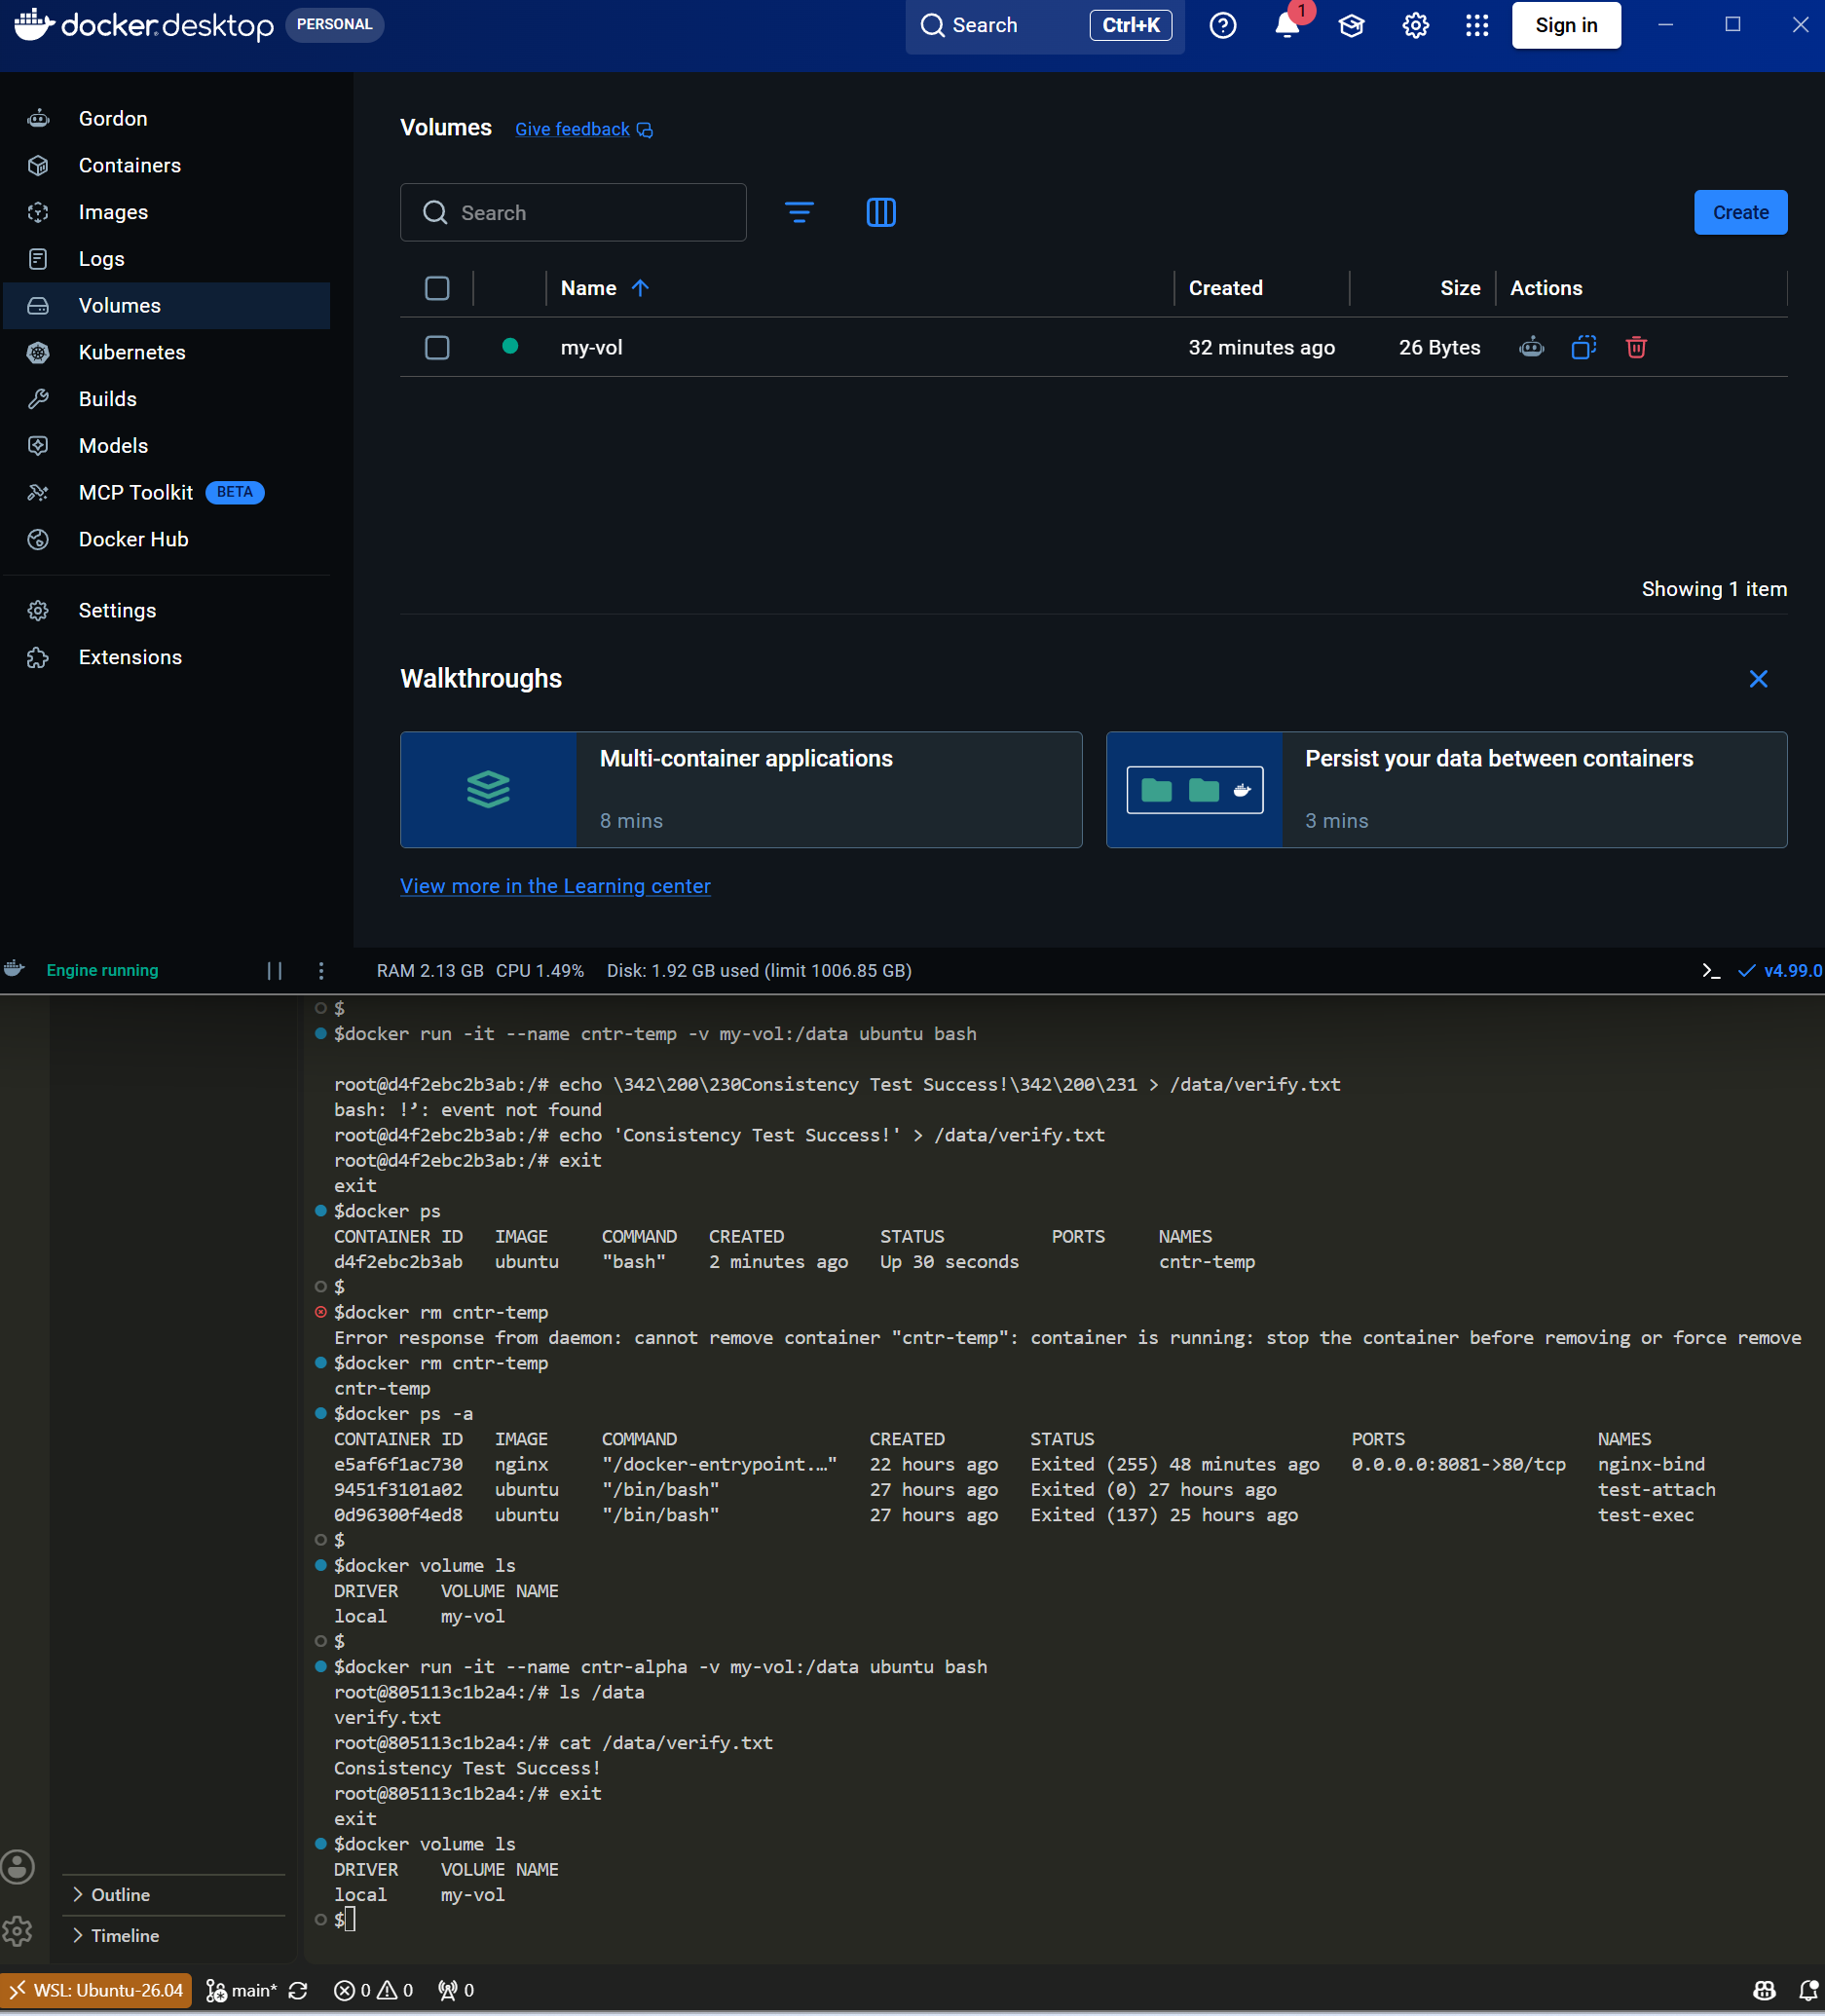 docker desktop PERSONAL Search Ctrl+K 1 Sign in
Gordon
Containers
Images
Logs
Volumes
Kubernetes
Builds
Models
MCP Toolkit BETA
Docker Hub
Settings
Extensions
Volumes Give feedback
Search
Create
Name Created Size Actions
my-vol 32 minutes ago 26 Bytes
Showing 1 item
Walkthroughs
Multi-container applications
8 mins
Persist your data between containers
3 mins
View more in the Learning center
Engine running RAM 2.13 GB CPU 1.49% Disk: 1.92 GB used (limit 1006.85 GB) v4.99.0
$
$docker run -it --name cntr-temp -v my-vol:/data ubuntu bash
root@d4f2ebc2b3ab:/# echo \342\200\230Consistency Test Success!\342\200\231 > /data/verify.txt
bash: !’: event not found
root@d4f2ebc2b3ab:/# echo 'Consistency Test Success!' > /data/verify.txt
root@d4f2ebc2b3ab:/# exit
exit
$docker ps
CONTAINER ID IMAGE COMMAND CREATED STATUS PORTS NAMES
d4f2ebc2b3ab ubuntu "bash" 2 minutes ago Up 30 seconds cntr-temp
$
$docker rm cntr-temp
Error response from daemon: cannot remove container "cntr-temp": container is running: stop the container before removing or force remove
$docker rm cntr-temp
cntr-temp
$docker ps -a
CONTAINER ID IMAGE COMMAND CREATED STATUS PORTS NAMES
e5af6f1ac730 nginx "/docker-entrypoint.…" 22 hours ago Exited (255) 48 minutes ago 0.0.0.0:8081->80/tcp nginx-bind
9451f3101a02 ubuntu "/bin/bash" 27 hours ago Exited (0) 27 hours ago test-attach
0d96300f4ed8 ubuntu "/bin/bash" 27 hours ago Exited (137) 25 hours ago test-exec
$
$docker volume ls
DRIVER VOLUME NAME
local my-vol
$
$docker run -it --name cntr-alpha -v my-vol:/data ubuntu bash
root@805113c1b2a4:/# ls /data
verify.txt
root@805113c1b2a4:/# cat /data/verify.txt
Consistency Test Success!
root@805113c1b2a4:/# exit
exit
$docker volume ls
DRIVER VOLUME NAME
local my-vol
$
Outline
Timeline
WSL: Ubuntu-26.04 main* 0 0 0